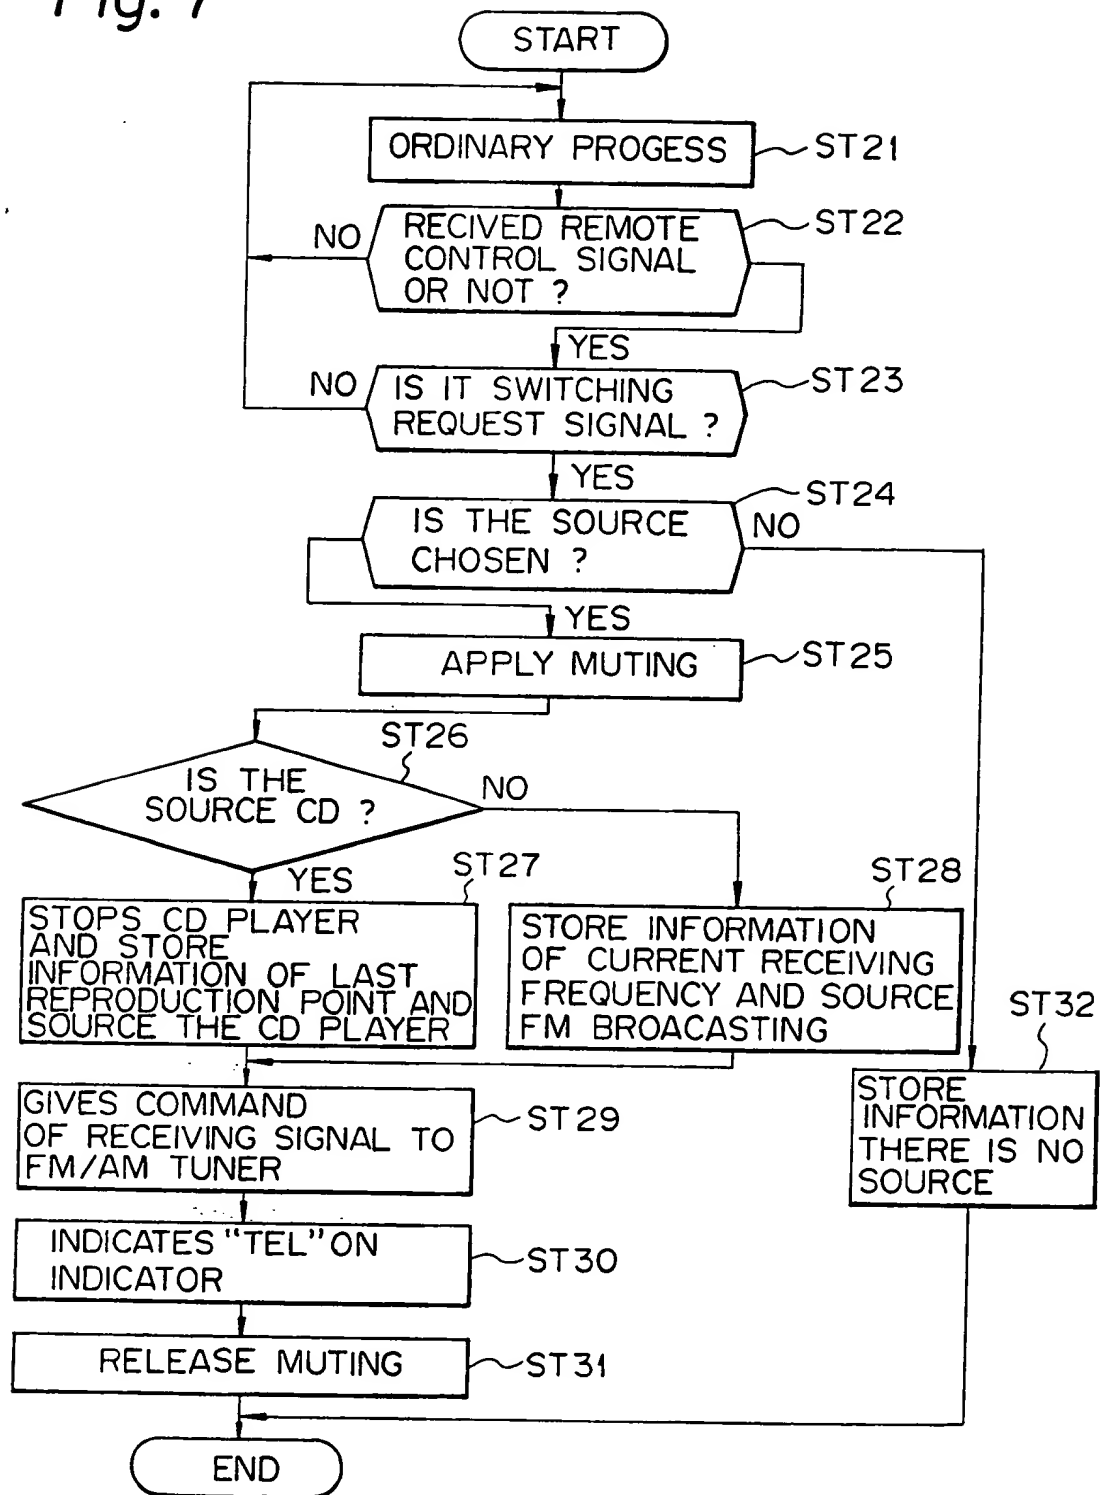 Fig. 7
START
ORDINARY PROGESS
ST21
RECIVED REMOTE
CONTROL SIGNAL
OR NOT ?
ST22
NO
YES
IS IT SWITCHING
REQUEST SIGNAL ?
ST23
NO
YES
IS THE SOURCE
CHOSEN ?
ST24
NO
YES
APPLY MUTING
ST25
ST26
IS THE
SOURCE CD ?
NO
YES
ST27
STOPS CD PLAYER
AND STORE
INFORMATION OF LAST
REPRODUCTION POINT AND
SOURCE THE CD PLAYER
ST28
STORE INFORMATION
OF CURRENT RECEIVING
FREQUENCY AND SOURCE
FM BROACASTING
ST32
STORE
INFORMATION
THERE IS NO
SOURCE
GIVES COMMAND
OF RECEIVING SIGNAL TO
FM/AM TUNER
ST29
INDICATES "TEL" ON
INDICATOR
ST30
RELEASE MUTING
ST31
END